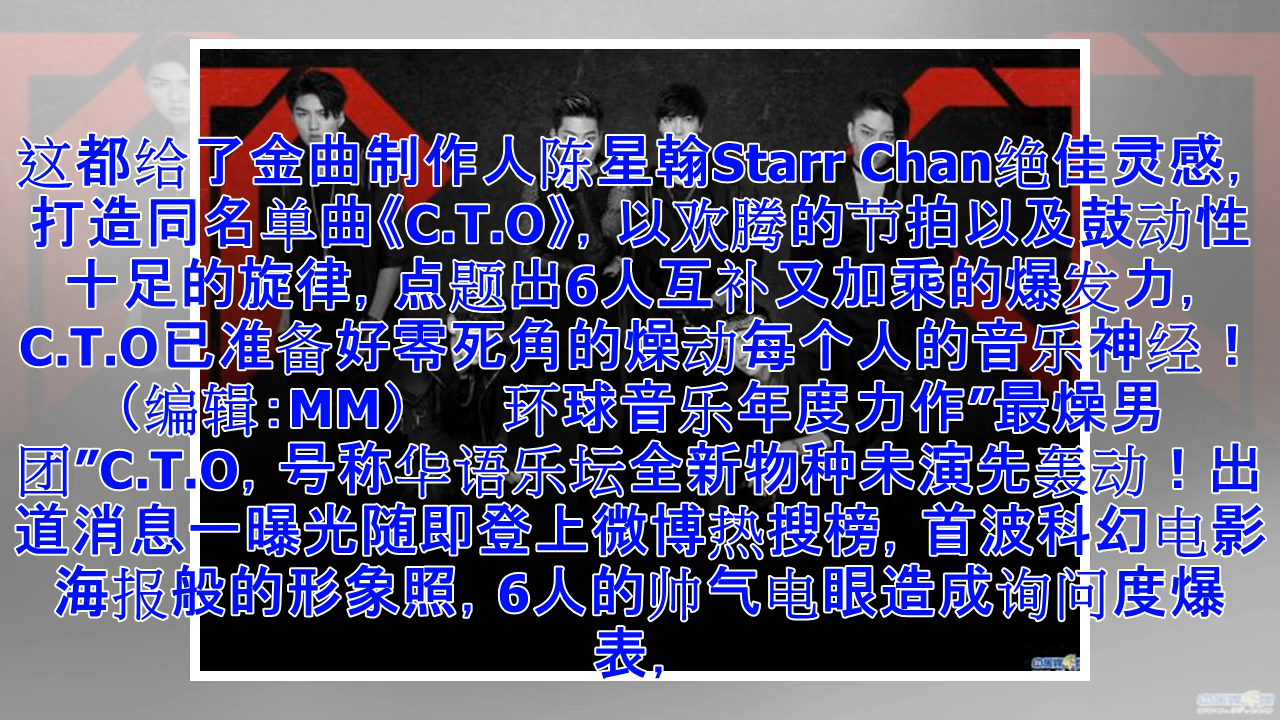 这都给了金曲制作人陈星翰Starr Chan绝佳灵感,
打造同名单曲《C.T.O》, 以欢腾的节拍以及鼓动性
十足的旋律, 点题出6人互补又加乘的爆发力,
C.T.O已准备好零死角的燥动每个人的音乐神经！
（编辑:MM） 环球音乐年度力作”最燥男
团”C.T.O, 号称华语乐坛全新物种未演先轰动！出
道消息一曝光随即登上微博热搜榜, 首波科幻电影
海报般的形象照, 6人的帅气电眼造成询问度爆
表,